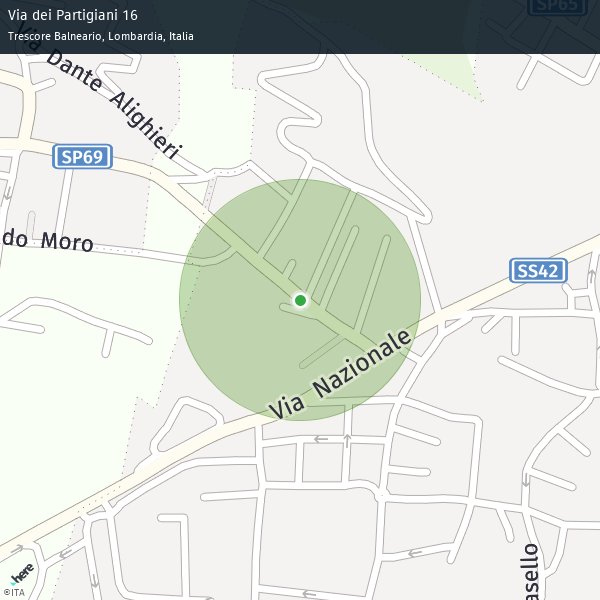 Via dei Partigiani 16
Trescore Balneario, Lombardia, Italia
SP65
Via Dante Alighieri
SP69
do Moro
SS42
Via Nazionale
asello
here
©ITA